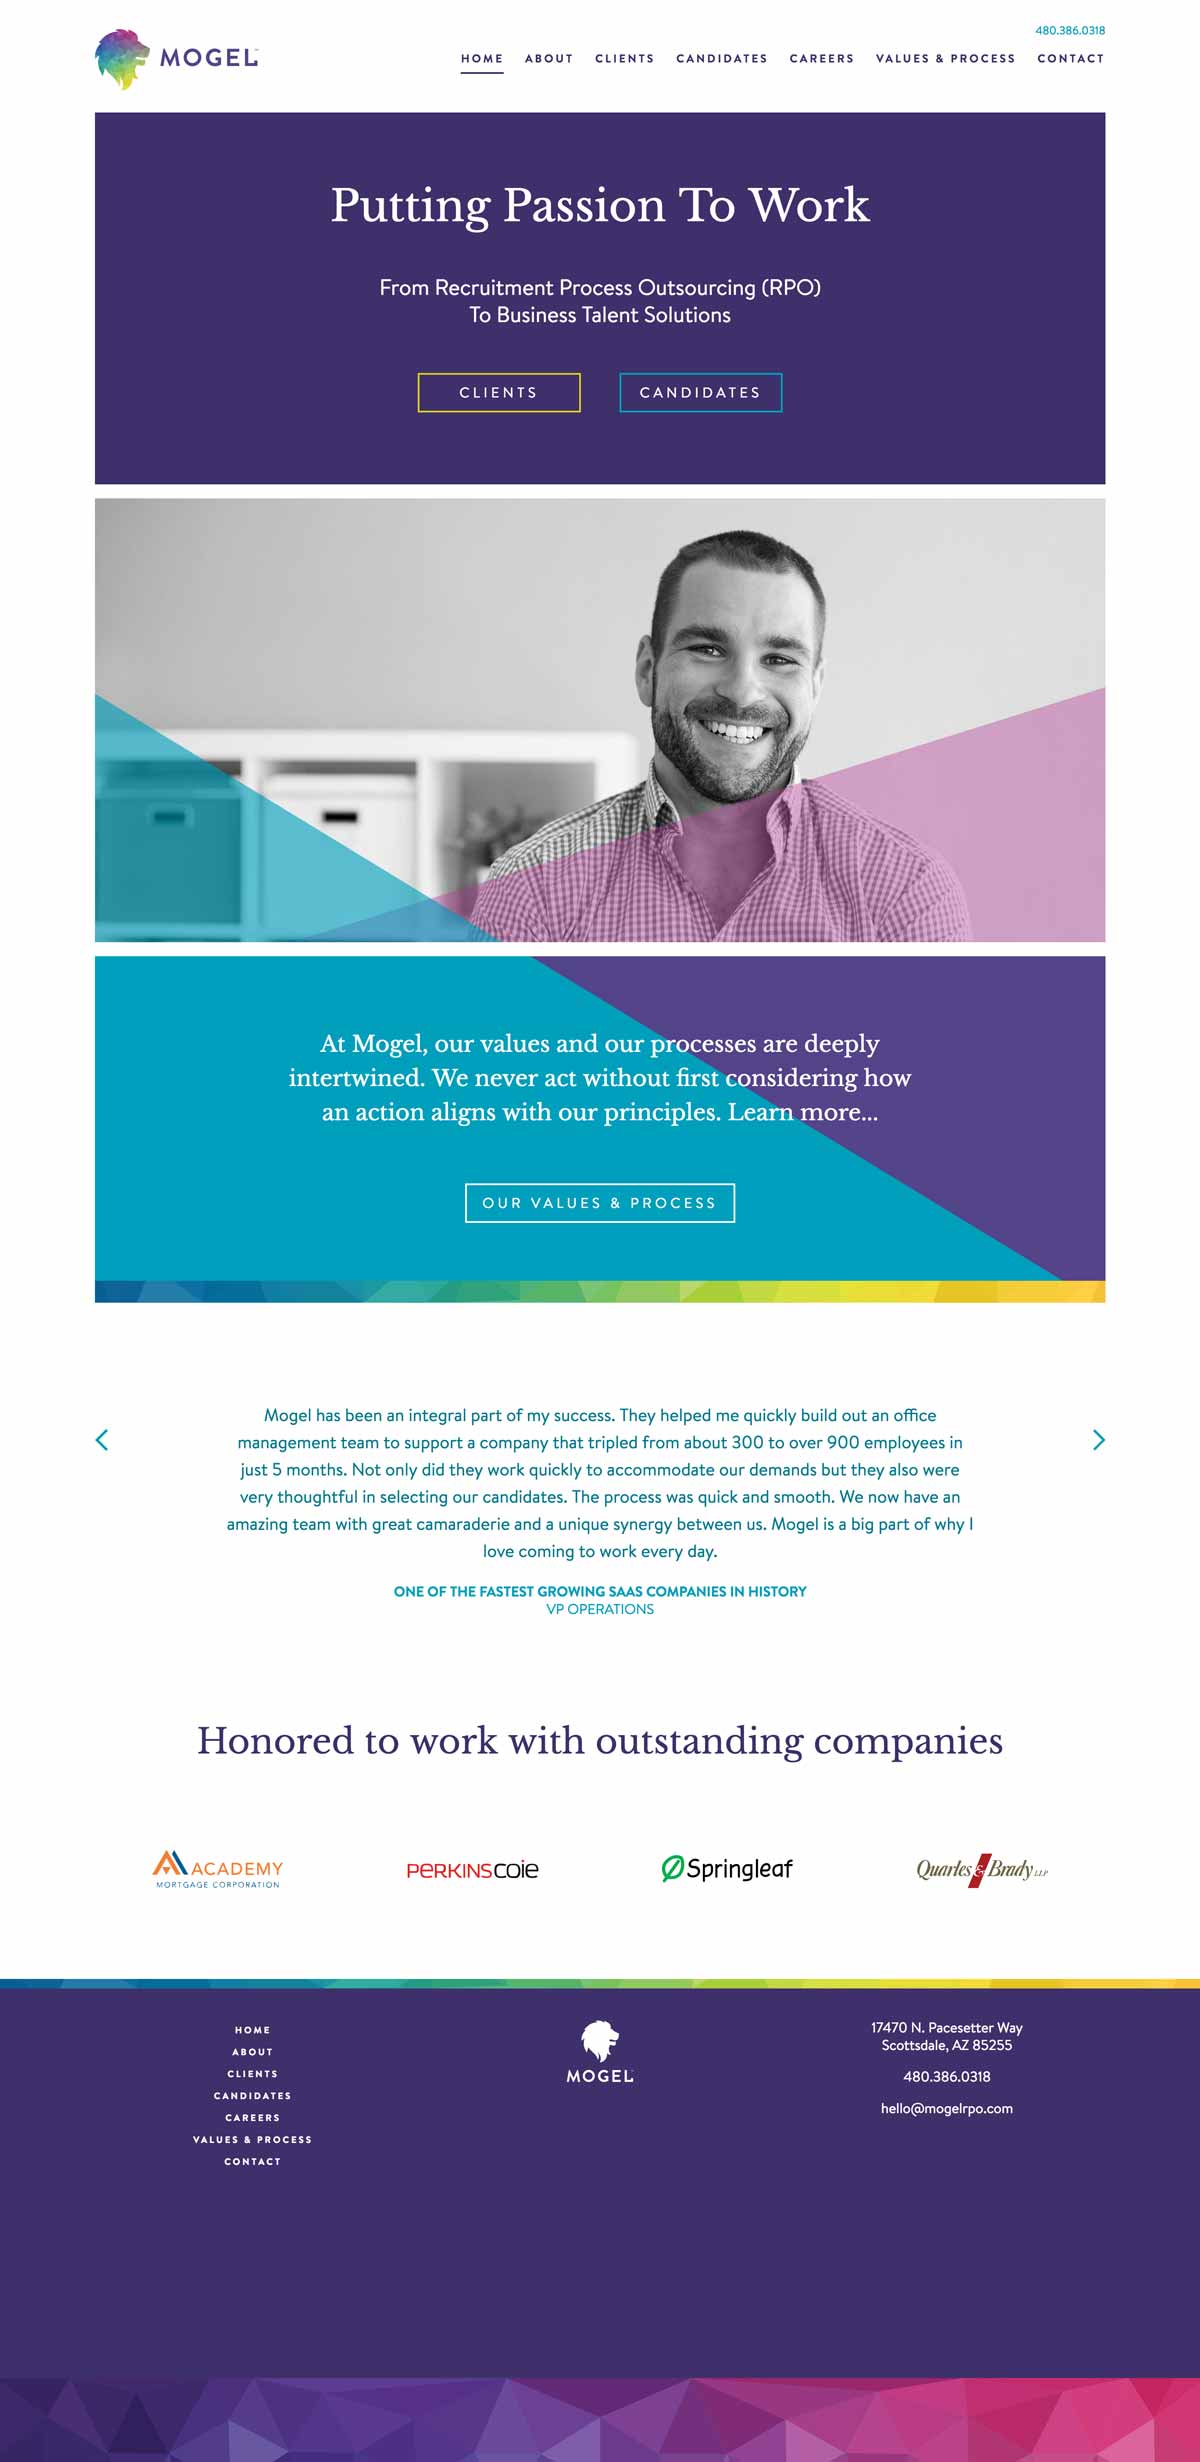 480.386.0318
MOGEL
HOME ABOUT CLIENTS CANDIDATES CAREERS VALUES & PROCESS CONTACT
Putting Passion To Work
From Recruitment Process Outsourcing (RPO)
To Business Talent Solutions
CLIENTS CANDIDATES
At Mogel, our values and our processes are deeply
intertwined. We never act without first considering how
an action aligns with our principles. Learn more...
OUR VALUES & PROCESS
Mogel has been an integral part of my success. They helped me quickly build out an office
management team to support a company that tripled from about 300 to over 900 employees in
just 5 months. Not only did they work quickly to accommodate our demands but they also were
very thoughtful in selecting our candidates. The process was quick and smooth. We now have an
amazing team with great camaraderie and a unique synergy between us. Mogel is a big part of why I
love coming to work every day.
ONE OF THE FASTEST GROWING SAAS COMPANIES IN HISTORY
VP OPERATIONS
Honored to work with outstanding companies
ACADEMY
MORTGAGE CORPORATION
PERKINSCOIE
Springleaf
Quarles & Brady LLP
HOME
ABOUT
CLIENTS
CANDIDATES
CAREERS
VALUES & PROCESS
CONTACT
MOGEL
17470 N. Pacesetter Way
Scottsdale, AZ 85255
480.386.0318
hello@mogelrpo.com